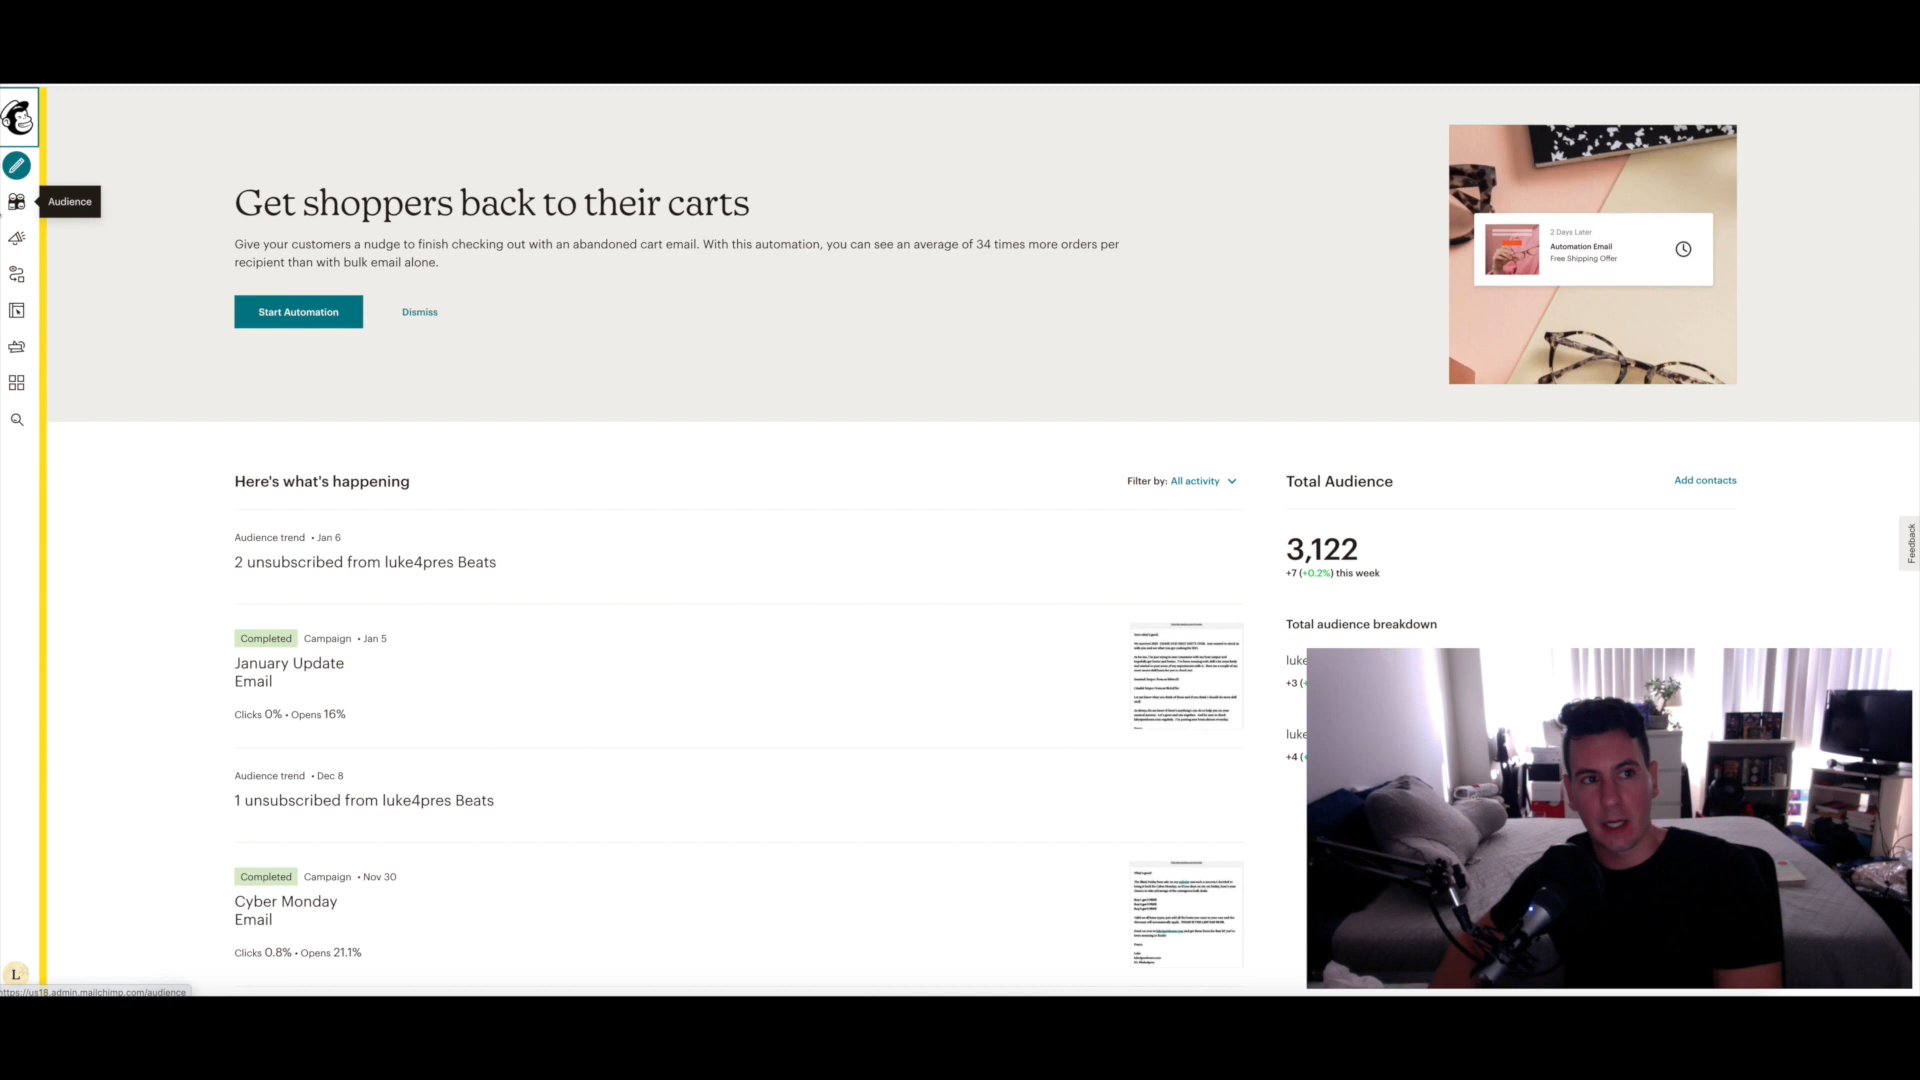 Audience
Get shoppers back to their carts
Give your customers a nudge to finish checking out with an abandoned cart email. With this automation, you can see an average of 34 times more orders per
recipient than with bulk email alone.
Start Automation
Dismiss
2 Days Later
Automation Email
Free Shipping Offer
Here's what's happening
Filter by: All activity
Audience trend • Jan 6
2 unsubscribed from luke4pres Beats
Completed Campaign • Jan 5
January Update
Email
Clicks 0% • Opens 16%
Audience trend • Dec 8
1 unsubscribed from luke4pres Beats
Completed Campaign • Nov 30
Cyber Monday
Email
Clicks 0.8% • Opens 21.1%
Total Audience
Add contacts
3,122
+7 (+0.2%) this week
Total audience breakdown
luke
+3 (
luke
+4 (
Feedback
L
https://us18.admin.mailchimp.com/audience